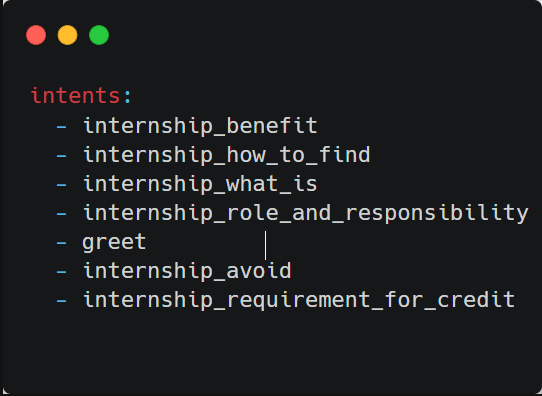 intents:
- internship_benefit
- internship_how_to_find
- internship_what_is
- internship_role_and_responsibility
- greet
- internship_avoid
- internship_requirement_for_credit